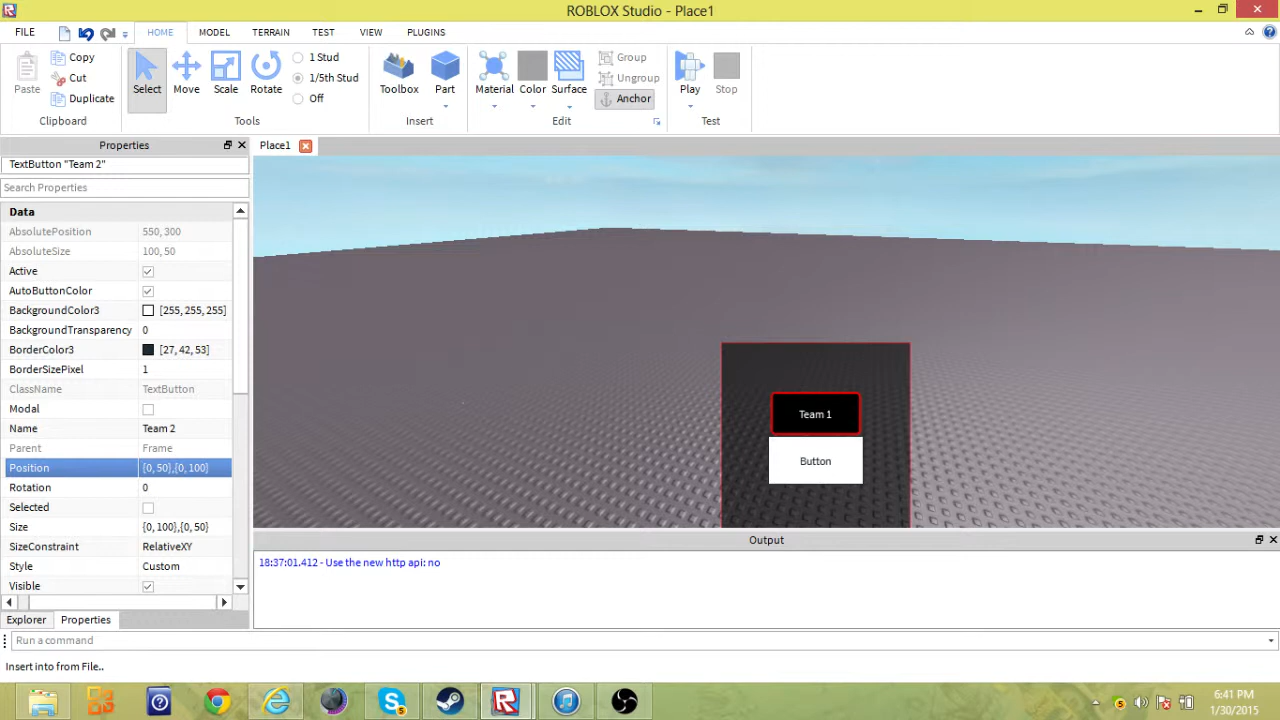 ROBLOX Studio - Place1
FILE HOME MODEL TERRAIN TEST VIEW PLUGINS
Paste Copy Cut Duplicate Clipboard
Select Move Scale Rotate 1 Stud 1/5th Stud Off Tools
Toolbox Part Insert
Material Color Surface Group Ungroup Anchor Edit
Play Stop Test
Properties
TextButton "Team 2"
Search Properties
Data
AbsolutePosition 550, 300
AbsoluteSize 100, 50
Active
AutoButtonColor
BackgroundColor3 [255, 255, 255]
BackgroundTransparency 0
BorderColor3 [27, 42, 53]
BorderSizePixel 1
ClassName TextButton
Modal
Name Team 2
Parent Frame
Position {0, 50},{0, 100}
Rotation 0
Selected
Size {0, 100},{0, 50}
SizeConstraint RelativeXY
Style Custom
Visible
Explorer Properties
Place1
Team 1
Button
Output
18:37:01.412 - Use the new http api: no
Run a command
Insert into from File..
6:41 PM
1/30/2015